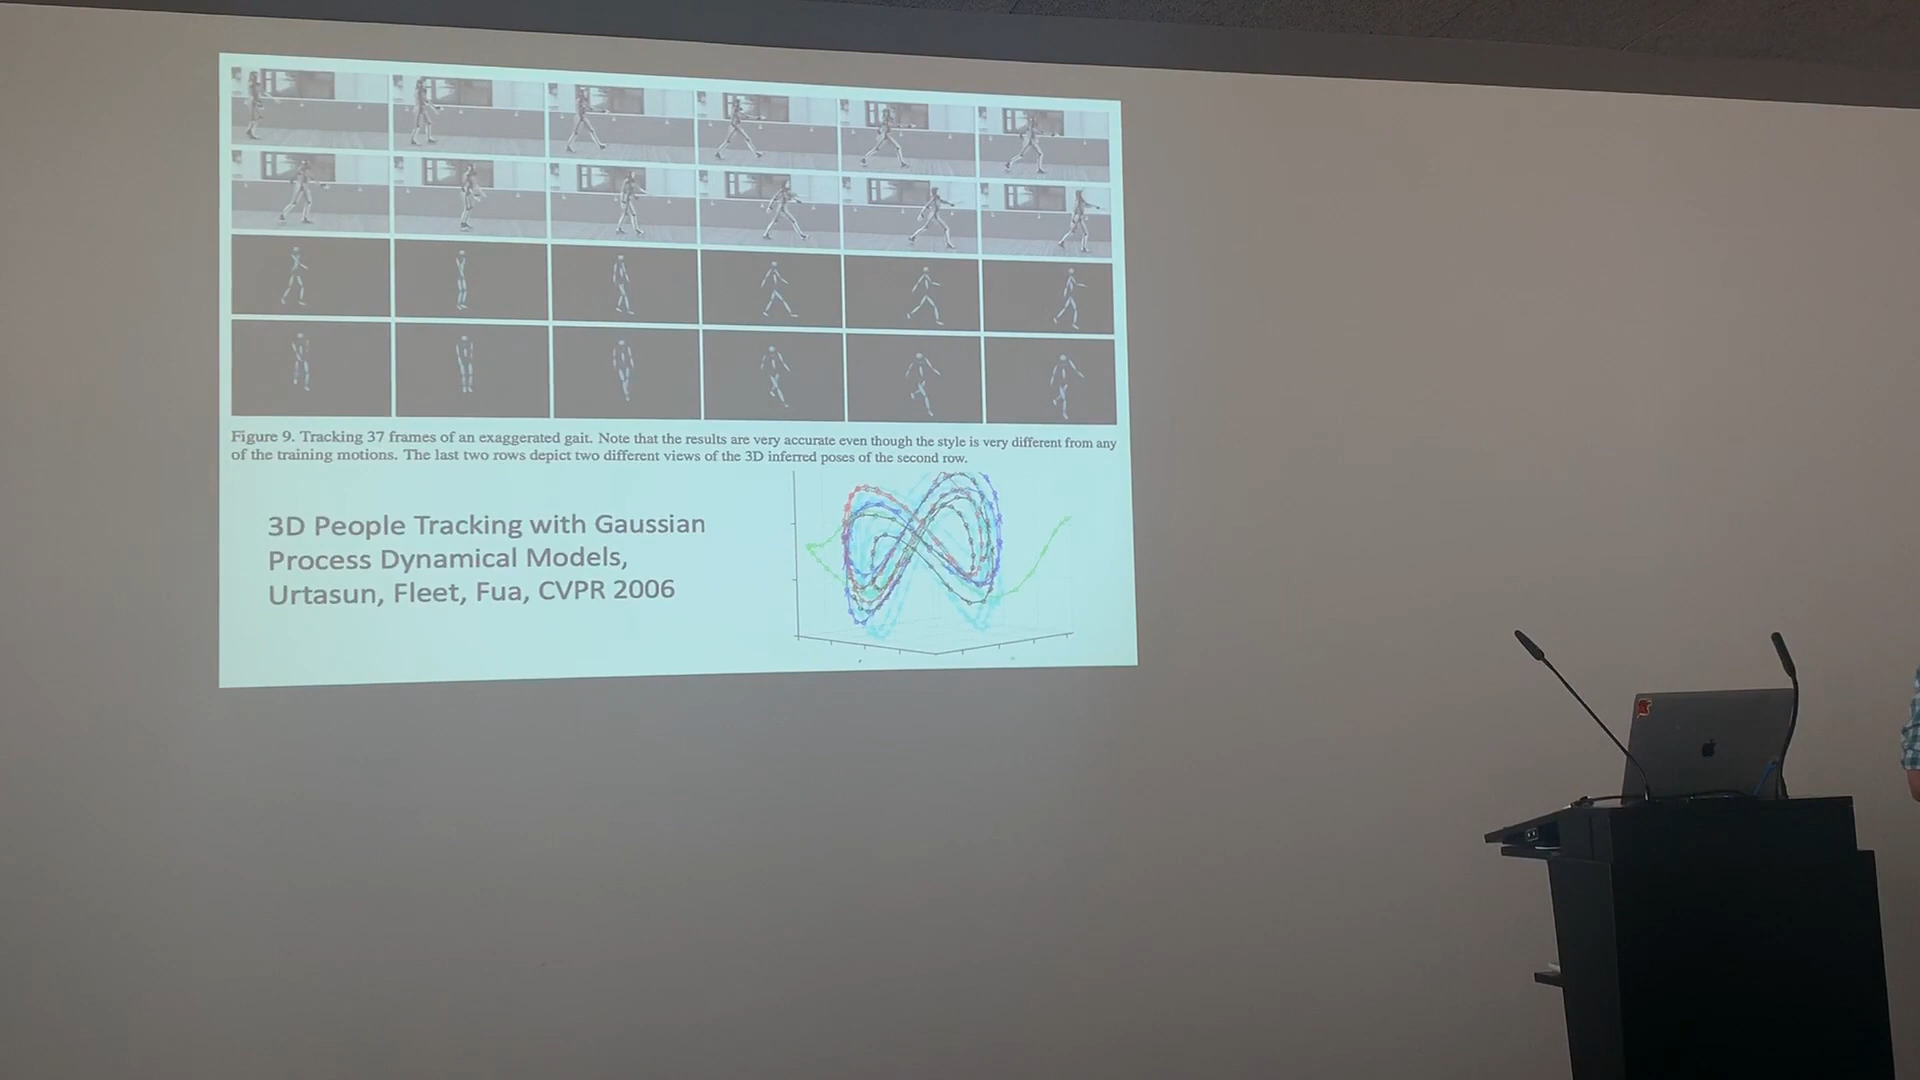 Figure 9. Tracking 37 frames of an exaggerated gait. Note that the results are very accurate even though the style is very different from any
of the training motions. The last two rows depict two different views of the 3D inferred poses of the second row.
3D People Tracking with Gaussian
Process Dynamical Models,
Urtasun, Fleet, Fua, CVPR 2006